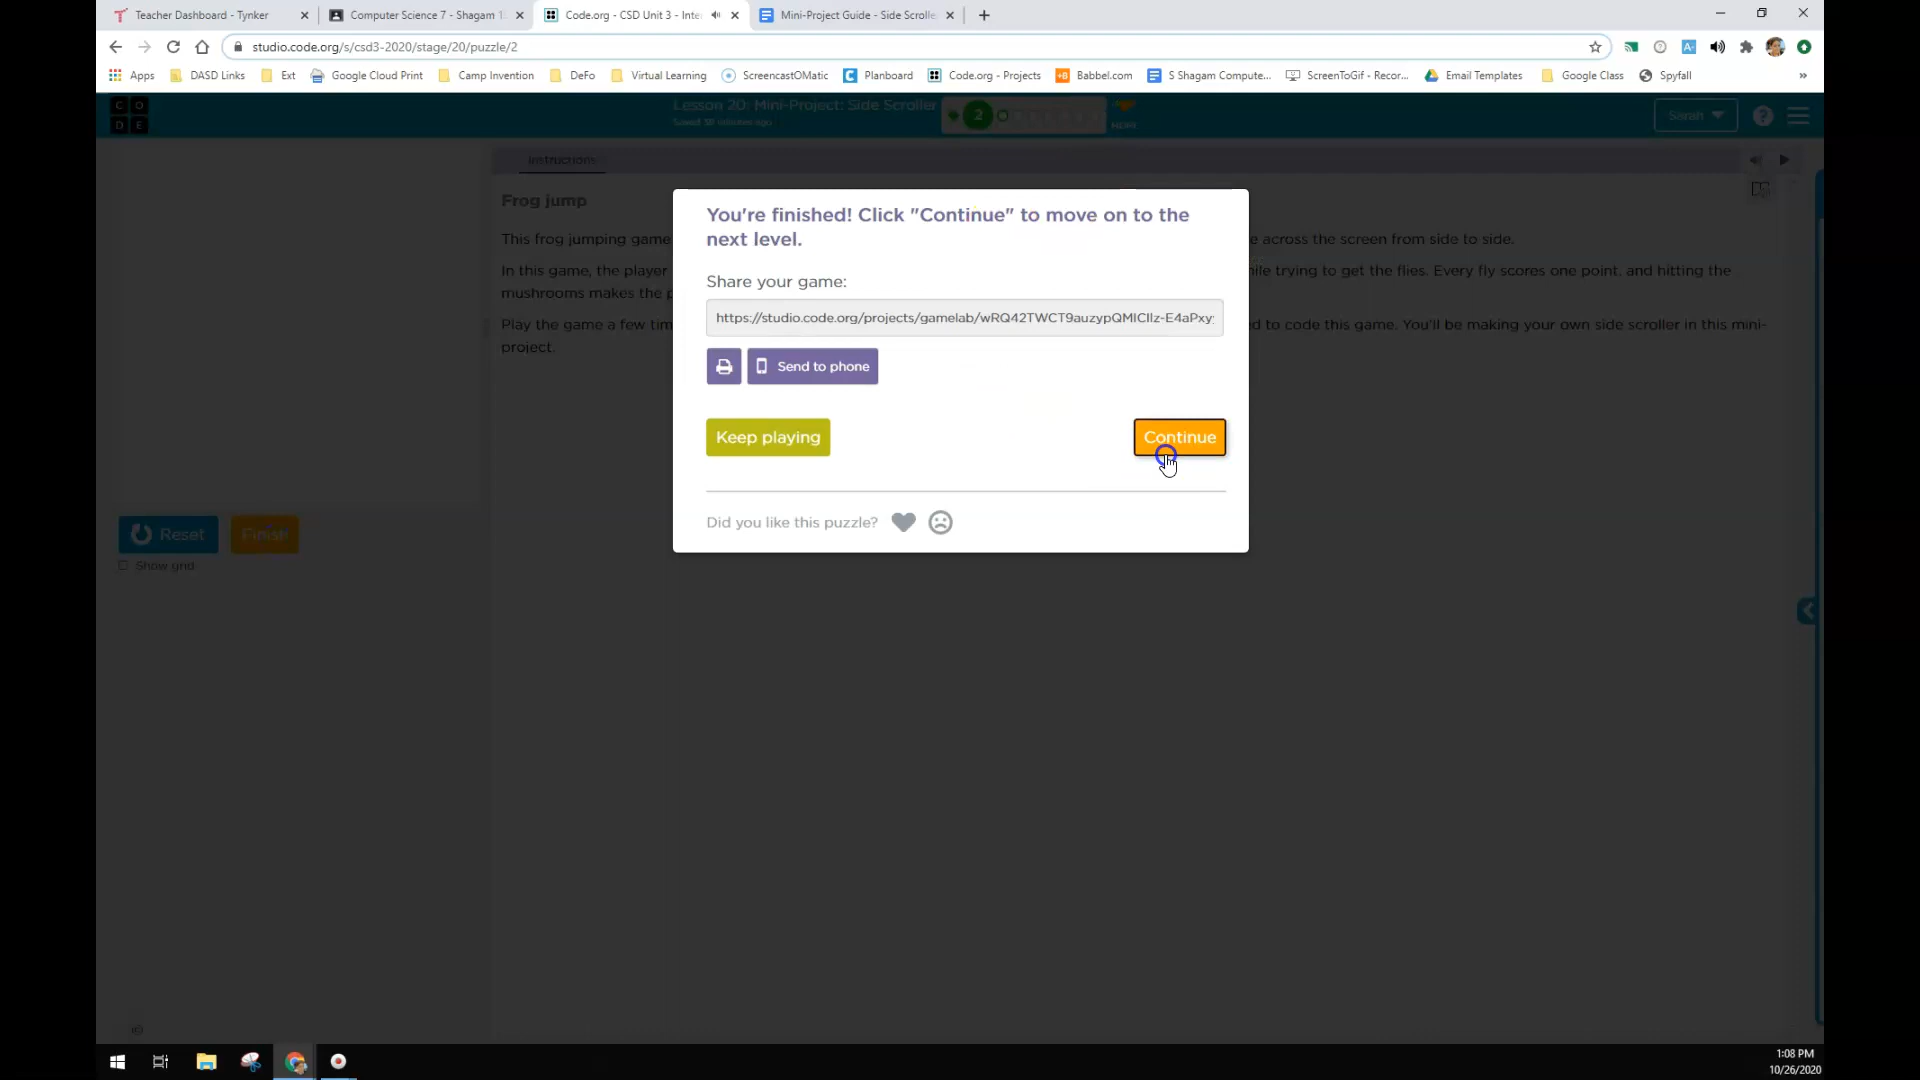 Teacher Dashboard - Tynker
Computer Science 7 - Shagam 1
Code.org - CSD Unit 3 - Inte
Mini-Project Guide - Side Scrolle
studio.code.org/s/csd3-2020/stage/20/puzzle/2
Apps DASD Links Ext Google Cloud Print Camp Invention DeFo Virtual Learning ScreencastOMatic Planboard Code.org - Projects Babbel.com S Shagam Compute... ScreenToGif - Recor... Email Templates Google Class Spyfall »
C O
D E
Lesson 20: Mini-Project: Side Scroller
2
Sarah
Instructions
Frog jump
This frog jumping game
e across the screen from side to side.
In this game, the player
ile trying to get the flies. Every fly scores one point, and hitting the
mushrooms makes the p
Play the game a few tim
ed to code this game. You'll be making your own side scroller in this mini-
project.
You're finished! Click "Continue" to move on to the
next level.
Share your game:
https://studio.code.org/projects/gamelab/wRQ42TWCT9auzypQMICIlz-E4aPxy
Send to phone
Keep playing
Continue
Did you like this puzzle?
Reset
Finish
Show grid
1:08 PM
10/26/2020